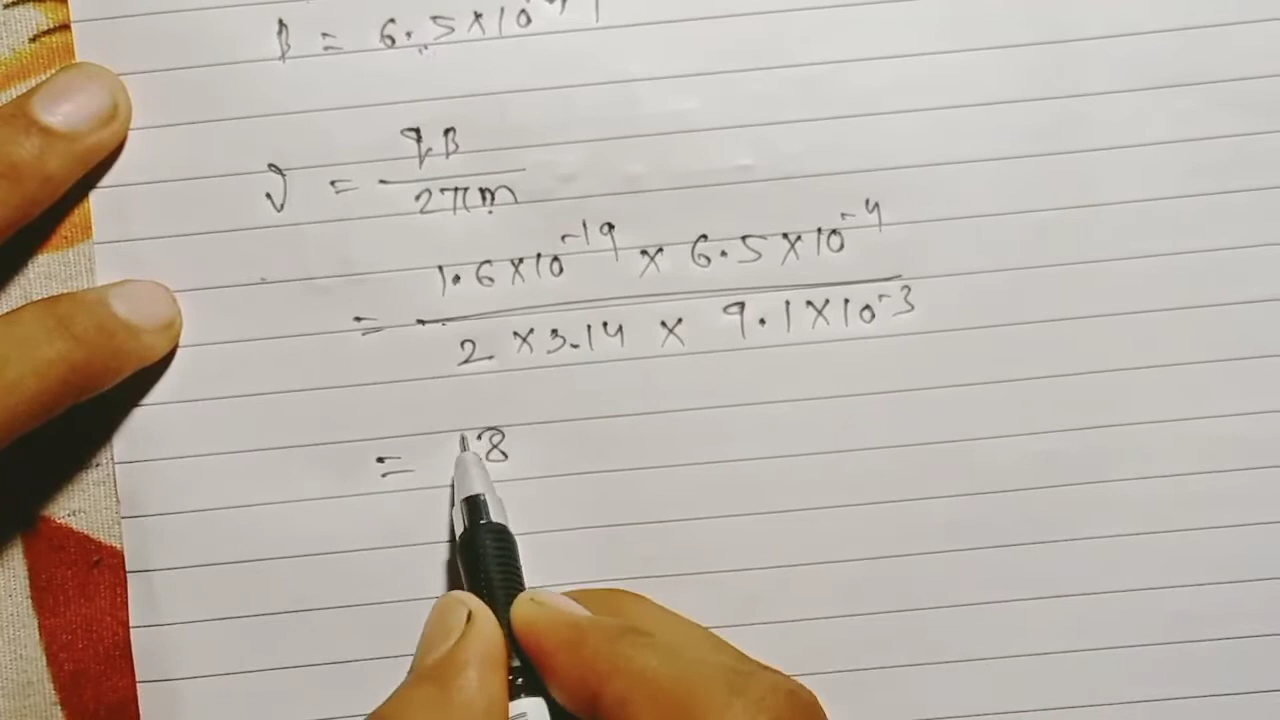 B = 6.5×10⁻⁴ T
ν = qB / 2πm
= 1.6×10⁻¹⁹ × 6.5×10⁻⁴ / 2 × 3.14 × 9.1×10⁻³
= .8